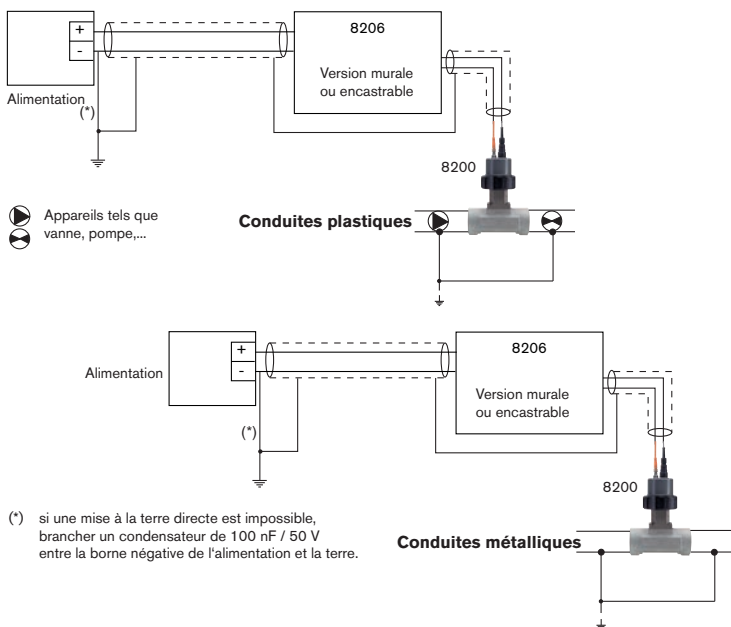 +
-
Alimentation
(*)
8206
Version murale
ou encastrable
8200
Appareils tels que
vanne, pompe,...
Conduites plastiques
+
-
Alimentation
(*)
8206
Version murale
ou encastrable
8200
(*) si une mise à la terre directe est impossible,
brancher un condensateur de 100 nF / 50 V
entre la borne négative de l'alimentation et la terre.
Conduites métalliques